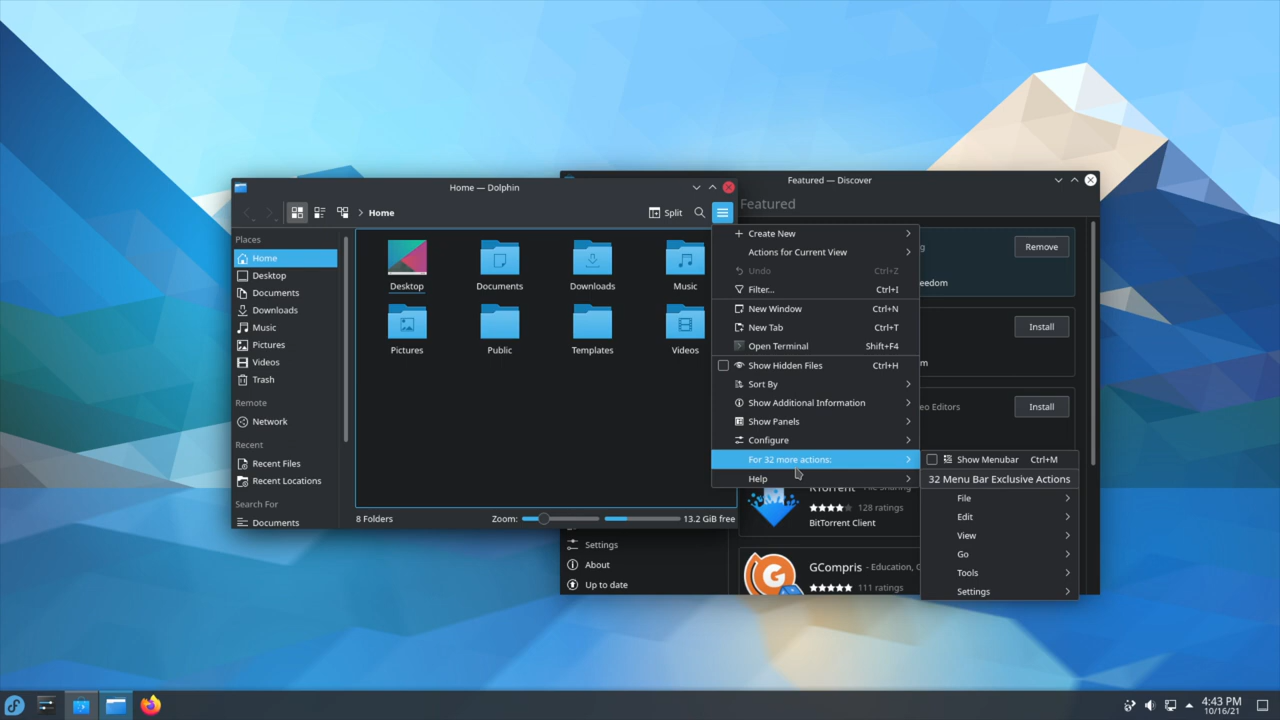 Home — Dolphin
Home
Split
Places
Home
Desktop
Documents
Downloads
Music
Pictures
Videos
Trash
Remote
Network
Recent
Recent Files
Recent Locations
Search For
Documents
Desktop
Documents
Downloads
Music
Pictures
Public
Templates
Videos
8 Folders
Zoom:
13.2 GiB free
Create New
Actions for Current View
Undo Ctrl+Z
Filter... Ctrl+I
New Window Ctrl+N
New Tab Ctrl+T
Open Terminal Shift+F4
Show Hidden Files Ctrl+H
Sort By
Show Additional Information
Show Panels
Configure
For 32 more actions:
Help
Show Menubar Ctrl+M
32 Menu Bar Exclusive Actions
File
Edit
View
Go
Tools
Settings
Featured — Discover
Featured
Remove
eedom
Install
eo Editors
Install
KTorrent
128 ratings
BitTorrent Client
GCompris - Education,
111 ratings
Settings
About
Up to date
4:43 PM
10/16/21